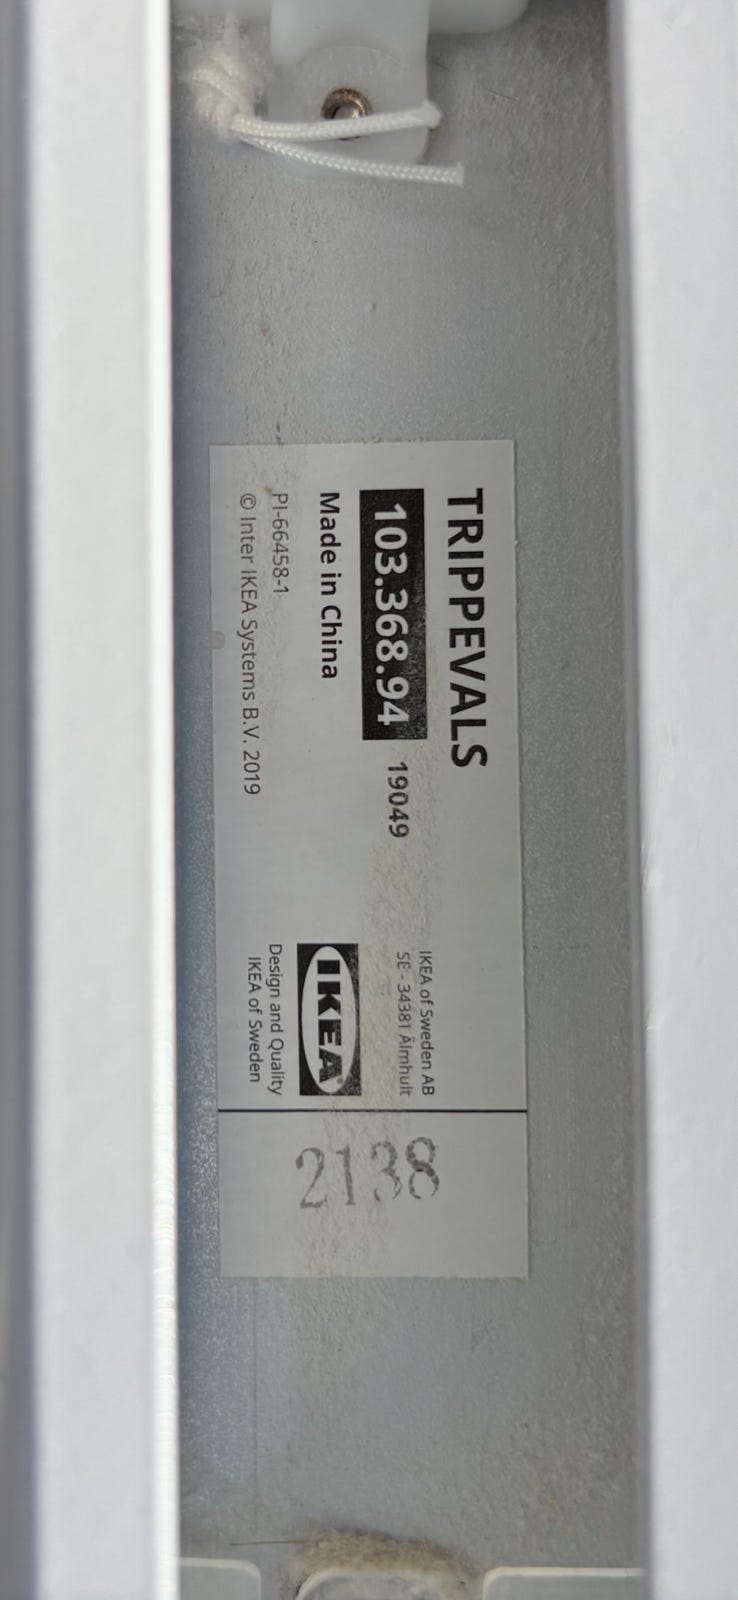 TRIPPEVALS
103.368.94 19049
Made in China
PI-66458-1
© Inter IKEA Systems B.V. 2019
IKEA of Sweden AB
SE - 34381 Älmhult
IKEA®
Design and Quality
IKEA of Sweden
2138